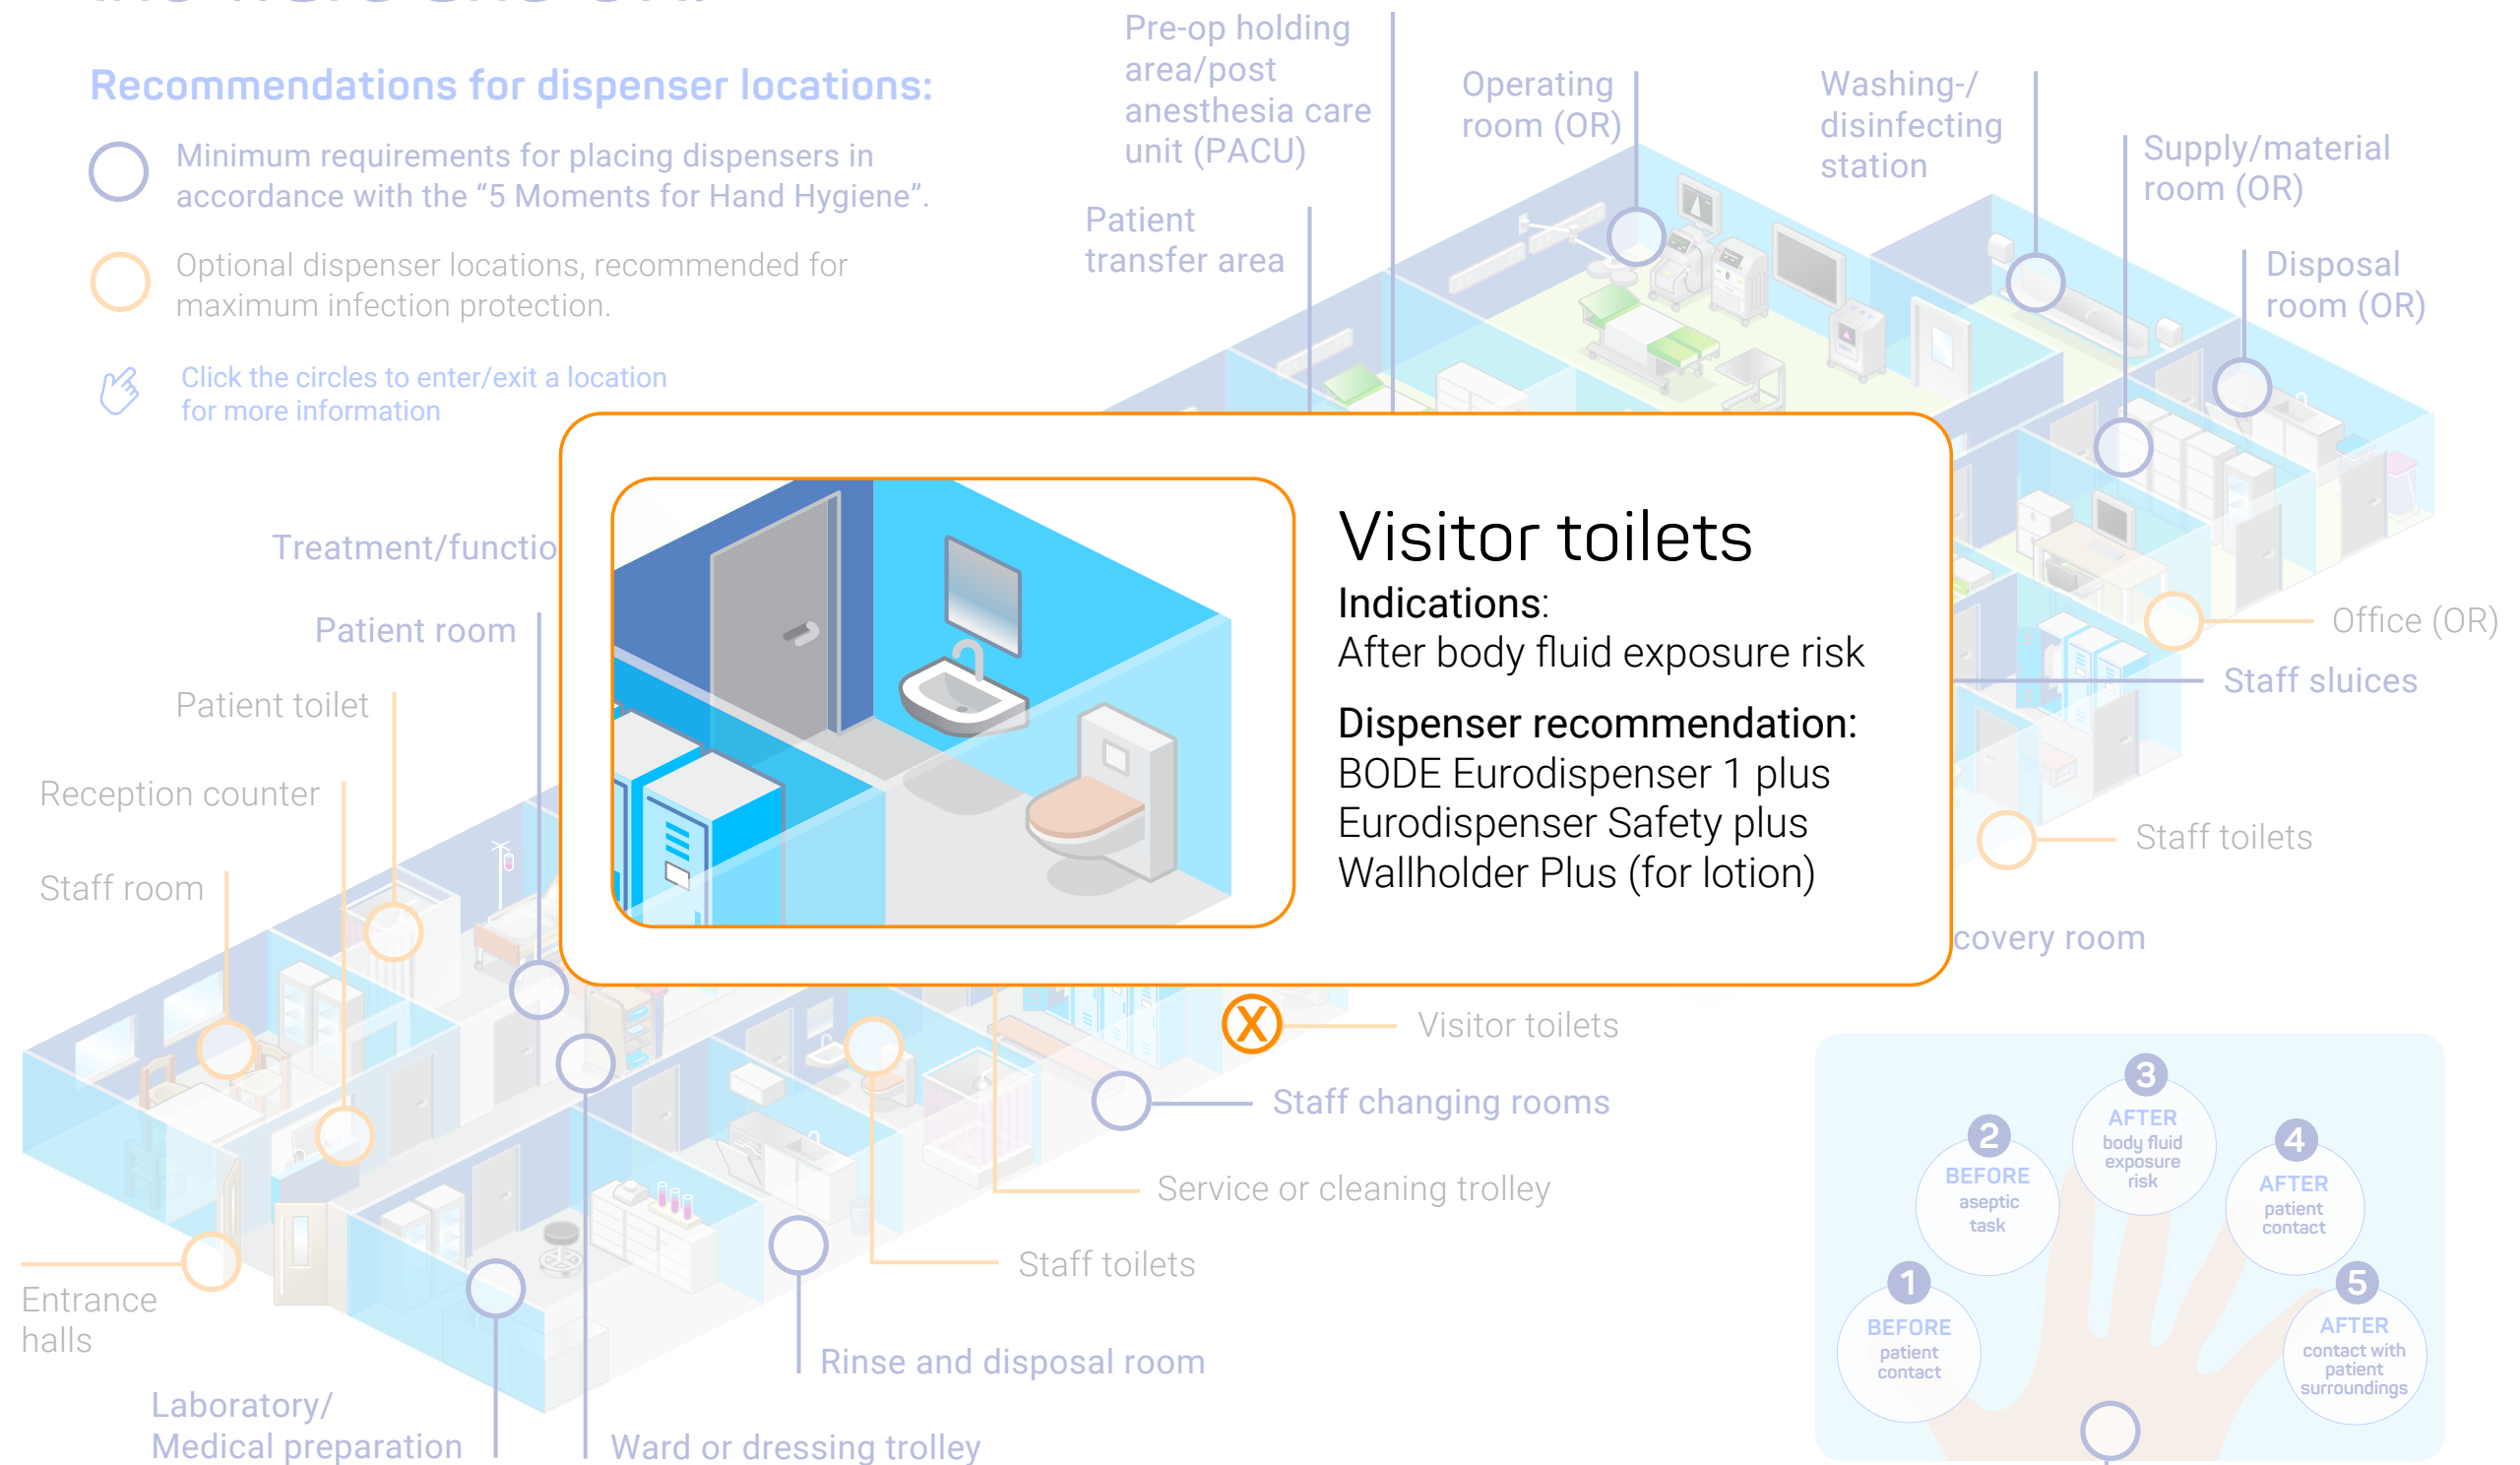 Recommendations for dispenser locations:
Minimum requirements for placing dispensers in
accordance with the “5 Moments for Hand Hygiene”.
Optional dispenser locations, recommended for
maximum infection protection.
Click the circles to enter/exit a location
for more information
Pre-op holding
area/post
anesthesia care
unit (PACU)
Operating
room (OR)
Washing-/
disinfecting
station
Supply/material
room (OR)
Patient
transfer area
Disposal
room (OR)
Treatment/functio
Patient room
Patient toilet
Reception counter
Staff room
Visitor toilets
Indications:
After body fluid exposure risk
Dispenser recommendation:
BODE Eurodispenser 1 plus
Eurodispenser Safety plus
Wallholder Plus (for lotion)
Office (OR)
Staff sluices
Staff toilets
covery room
X
Visitor toilets
Staff changing rooms
Service or cleaning trolley
Staff toilets
Entrance
halls
Rinse and disposal room
Laboratory/
Medical preparation
Ward or dressing trolley
1
BEFORE
patient
contact
2
BEFORE
aseptic
task
3
AFTER
body fluid
exposure
risk
4
AFTER
patient
contact
5
AFTER
contact with
patient
surroundings